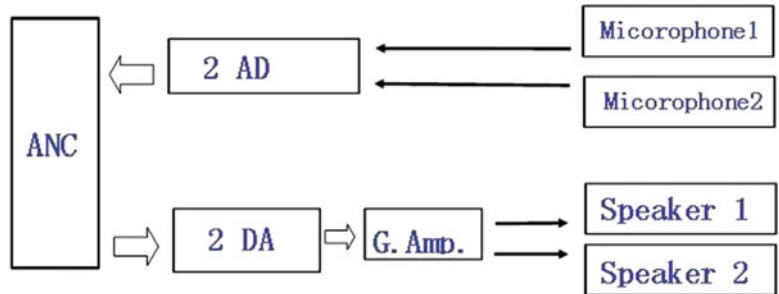 Micorophone1
2 AD
Micorophone2
ANC
Speaker 1
2 DA
G.Amp.
Speaker 2